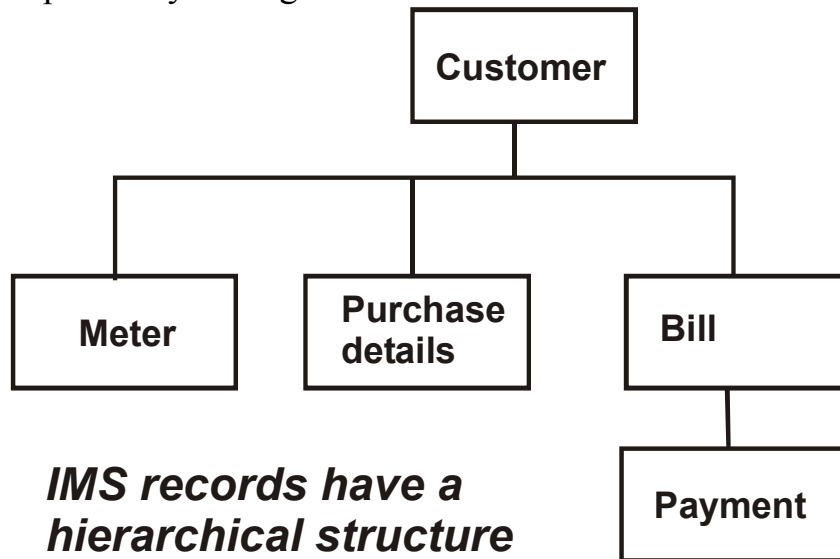 Customer
Meter
Purchase
details
Bill
Payment
IMS records have a
hierarchical structure